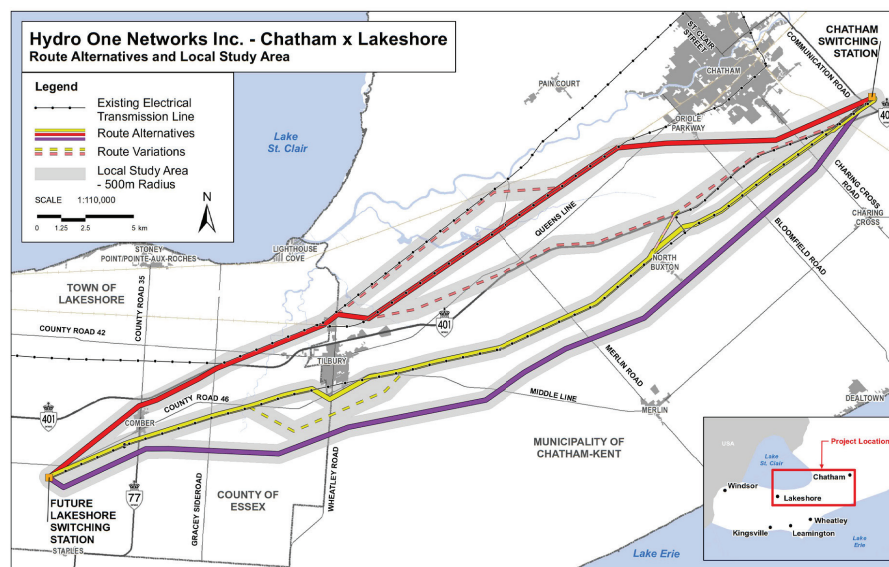 Hydro One Networks Inc. - Chatham x Lakeshore
Route Alternatives and Local Study Area
Legend
Existing Electrical
Transmission Line
Route Alternatives
Route Variations
Local Study Area
- 500m Radius
SCALE 1:110,000
0 1.25 2.5 5 km
N
Lake
St. Clair
PAIN COURT
ST. CLAIR
STREET
CHATHAM
COMMUNICATION ROAD
CHATHAM
SWITCHING
STATION
ORIOLE
PARKWAY
40
CHARING CROSS
ROAD
CHARING
CROSS
BLOOMFIELD ROAD
QUEENS LINE
NORTH
BUXTON
LIGHTHOUSE
COVE
STONEY
POINT/POINTE-AUX-ROCHES
TOWN OF
LAKESHORE
COUNTY ROAD 35
COUNTY ROAD 42
401
TILBURY
MERLIN ROAD
COUNTY ROAD 46
MIDDLE LINE
MERLIN
DEALTOWN
401
COMBER
MUNICIPALITY OF
CHATHAM-KENT
WHEATLEY ROAD
GRACEY SIDEROAD
COUNTY OF
ESSEX
77
FUTURE
LAKESHORE
SWITCHING
STATION
STAPLES
Lake Erie
Project Location
USA
Lake
St. Clair
Chatham
Windsor
Lakeshore
Wheatley
Kingsville
Leamington
Lake
Erie